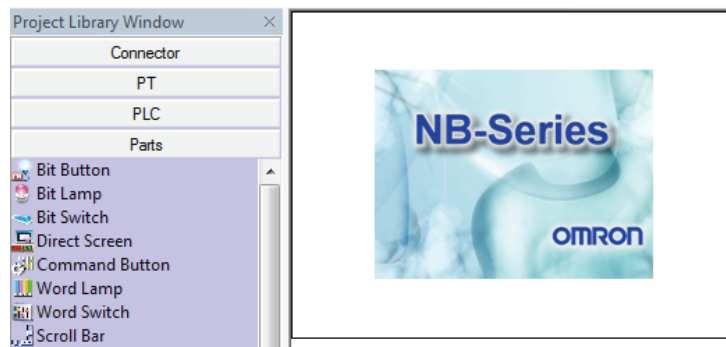 Project Library Window
Connector
PT
PLC
Parts
Bit Button
Bit Lamp
Bit Switch
Direct Screen
Command Button
Word Lamp
Word Switch
Scroll Bar
NB-Series
OMRON